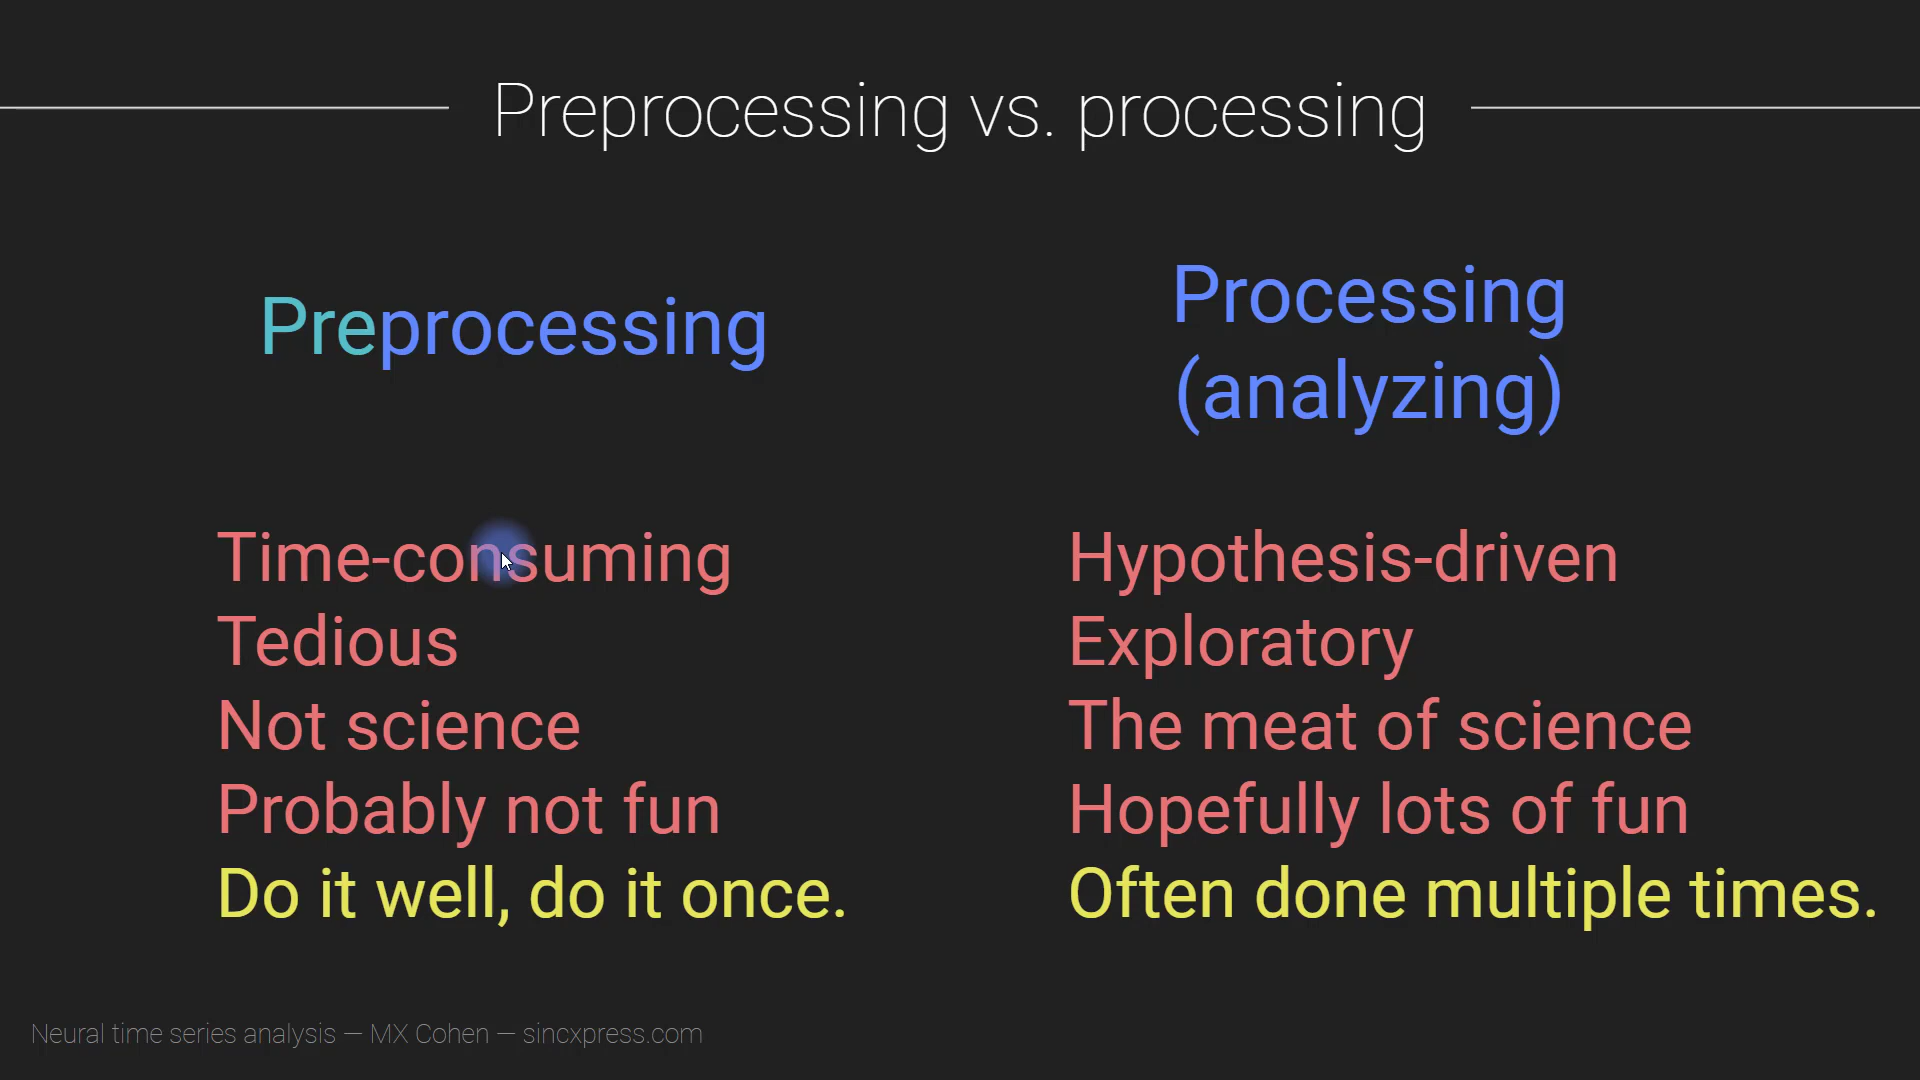 Preprocessing vs. processing
Preprocessing
Time-consuming
Tedious
Not science
Probably not fun
Do it well, do it once.
Processing
(analyzing)
Hypothesis-driven
Exploratory
The meat of science
Hopefully lots of fun
Often done multiple times.
Neural time series analysis — MX Cohen — sincxpress.com